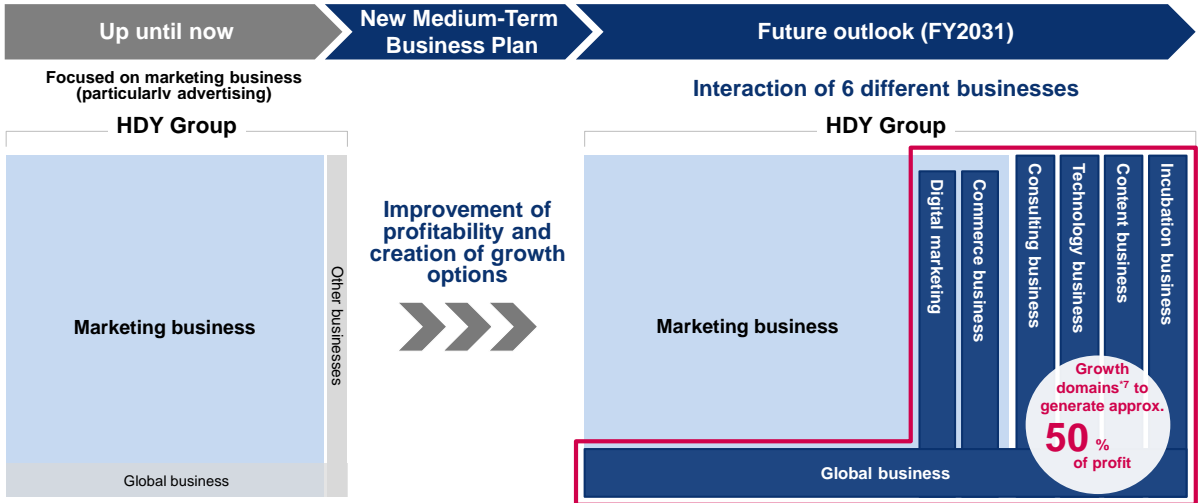 Up until now
New Medium-Term
Business Plan
Future outlook (FY2031)
Focused on marketing business
(particularly advertising)
Interaction of 6 different businesses
HDY Group
HDY Group
Marketing business
Other businesses
Global business
Improvement of
profitability and
creation of growth
options
Marketing business
Digital marketing
Commerce business
Consulting business
Technology business
Content business
Incubation business
Growth
domains*7 to
generate approx.
50 %
of profit
Global business